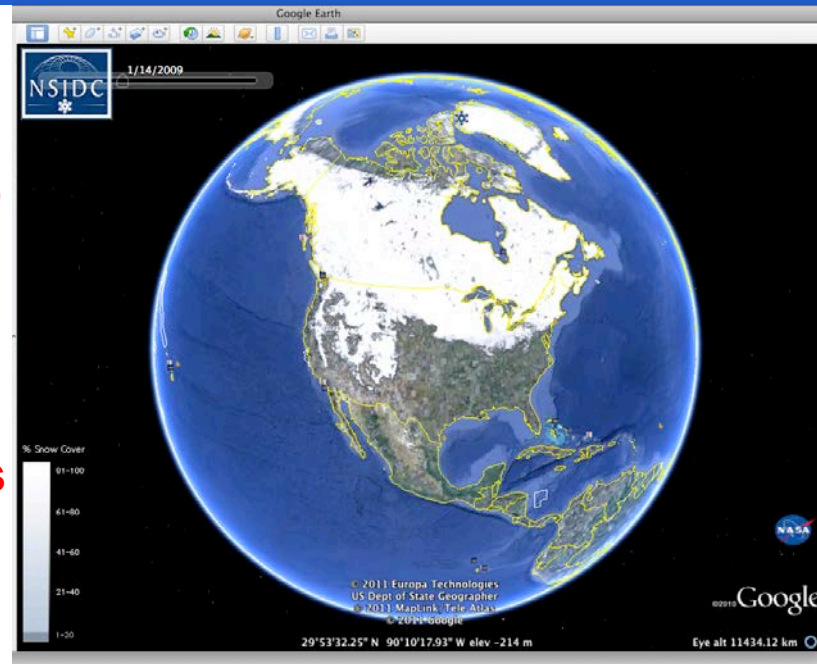 Google Earth
NSIDC
1/14/2009
s
% Snow Cover
91-100
61-80
41-60
21-40
1-20
NASA
© 2011 Europa Technologies
US Dept of State Geographer
© 2011 MapLink/Tele Atlas
© 2011 Google
©2010 Google
29°53'32.25" N 90°10'17.93" W elev -214 m
Eye alt 11434.12 km